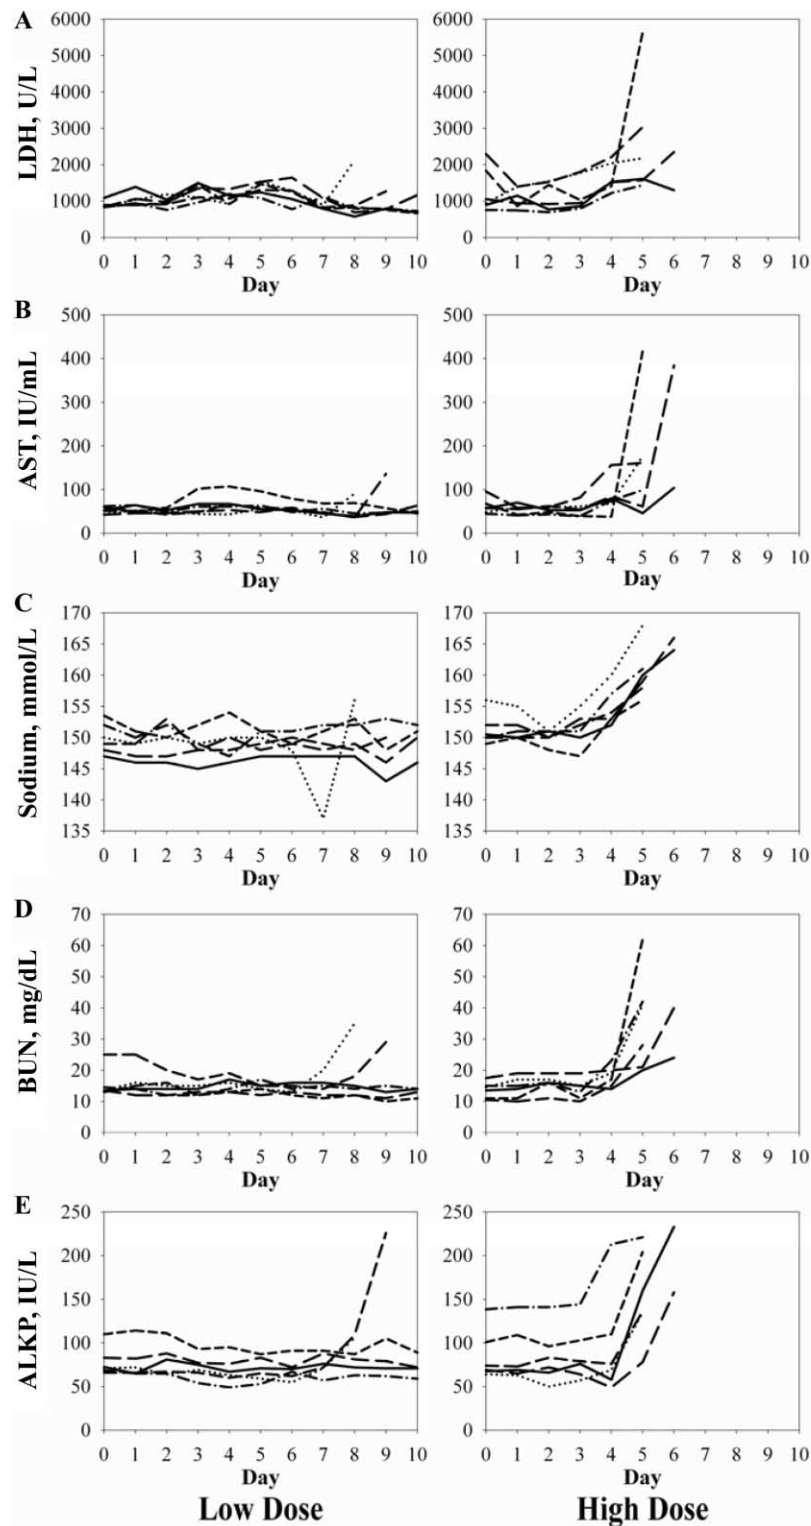 A
LDH, U/L
6000
5000
4000
3000
2000
1000
0
0 1 2 3 4 5 6 7 8 9 10
Day
6000
5000
4000
3000
2000
1000
0
0 1 2 3 4 5 6 7 8 9 10
Day
B
AST, IU/mL
500
400
300
200
100
0
0 1 2 3 4 5 6 7 8 9 10
Day
500
400
300
200
100
0
0 1 2 3 4 5 6 7 8 9 10
Day
C
Sodium, mmol/L
170
165
160
155
150
145
140
135
0 1 2 3 4 5 6 7 8 9 10
Day
170
165
160
155
150
145
140
135
0 1 2 3 4 5 6 7 8 9 10
Day
D
BUN, mg/dL
70
60
50
40
30
20
10
0
0 1 2 3 4 5 6 7 8 9 10
Day
70
60
50
40
30
20
10
0
0 1 2 3 4 5 6 7 8 9 10
Day
E
ALKP, IU/L
250
200
150
100
50
0
0 1 2 3 4 5 6 7 8 9 10
Day
250
200
150
100
50
0
0 1 2 3 4 5 6 7 8 9 10
Day
Low Dose
High Dose